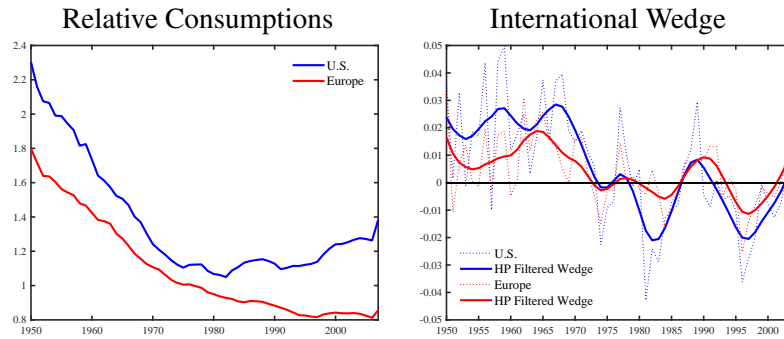 Relative Consumptions
2.4
2.2
2
1.8
1.6
1.4
1.2
1
0.8
1950 1960 1970 1980 1990 2000
U.S.
Europe
International Wedge
0.05
0.04
0.03
0.02
0.01
0
-0.01
-0.02
-0.03
-0.04
-0.05
1950 1955 1960 1965 1970 1975 1980 1985 1990 1995 2000
U.S.
HP Filtered Wedge
Europe
HP Filtered Wedge